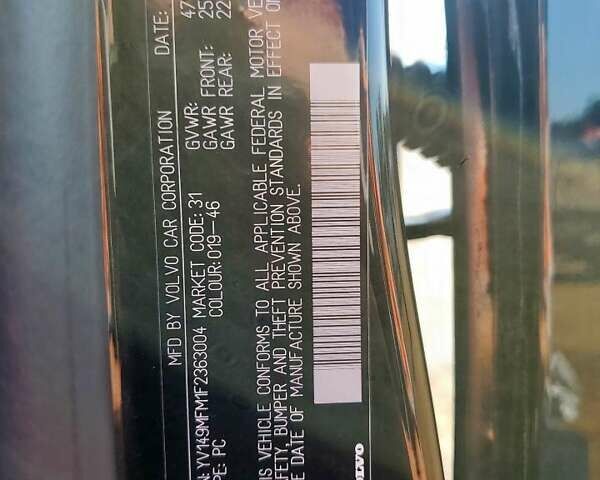 MFD BY VOLVO CAR CORPORATION DATE:
N: YV149MFM1F2363004 MARKET CODE: 31 GVWR: 47
PE: PC COLOUR: 019-46 GAWR FRONT: 25
GAWR REAR: 22
IS VEHICLE CONFORMS TO ALL APPLICABLE FEDERAL MOTOR VE
FETY, BUMPER AND THEFT PREVENTION STANDARDS IN EFFECT O
E DATE OF MANUFACTURE SHOWN ABOVE.
VOLVO